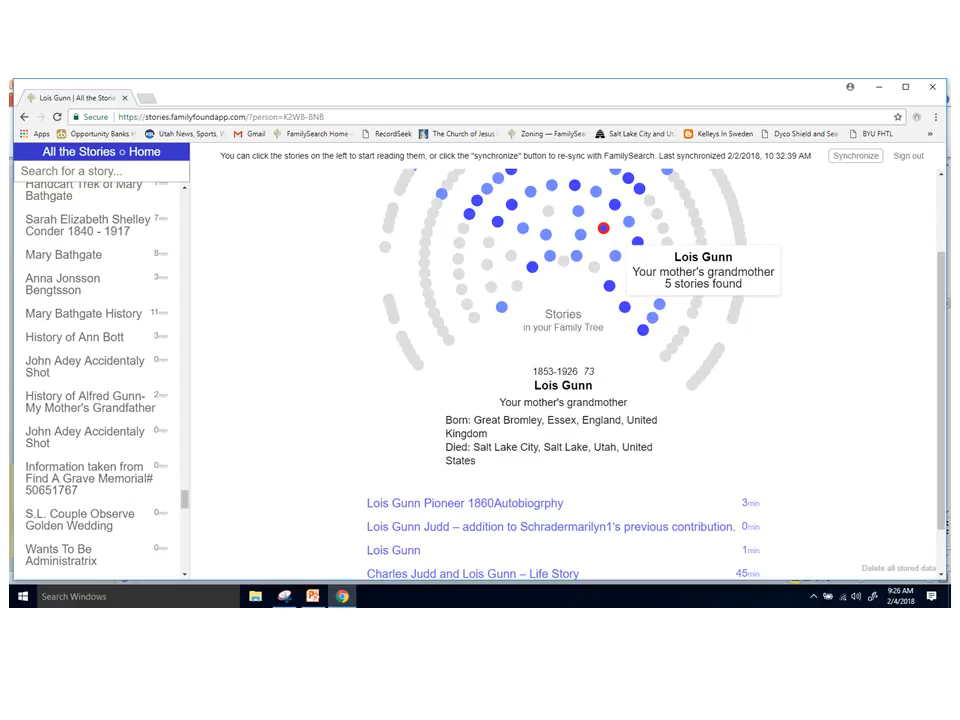 Lois Gunn | All the Storie
Secure | https://stories.familyfoundapp.com/?person=K2WB-BNB
Apps Opportunity Banks Utah News, Sports, Gmail FamilySearch Home - RecordSeek The Church of Jesus Zoning — FamilySea Salt Lake City and Ut Kelleys In Sweden Dyco Shield and Sea BYU FHTL »
All the Stories ○ Home
You can click the stories on the left to start reading them, or click the "synchronize" button to re-sync with FamilySearch. Last synchronized 2/2/2018, 10:32:39 AM Synchronize Sign out
Search for a story...
Handcart Trek of Mary
Bathgate
Sarah Elizabeth Shelley 7min
Conder 1840 - 1917
Mary Bathgate 8min
Anna Jonsson 3min
Bengtsson
Mary Bathgate History 11min
History of Ann Bott 3min
John Adey Accidentaly 0min
Shot
History of Alfred Gunn- 2min
My Mother's Grandfather
John Adey Accidentaly 0min
Shot
Information taken from 0min
Find A Grave Memorial#
50651767
S.L. Couple Observe 0min
Golden Wedding
Wants To Be 0min
Administratrix
Lois Gunn
Your mother's grandmother
5 stories found
Stories
in your Family Tree
1853-1926 73
Lois Gunn
Your mother's grandmother
Born: Great Bromley, Essex, England, United
Kingdom
Died: Salt Lake City, Salt Lake, Utah, United
States
Lois Gunn Pioneer 1860Autobiogrphy 3min
Lois Gunn Judd – addition to Schradermarilyn1's previous contribution. 0min
Lois Gunn 1min
Charles Judd and Lois Gunn – Life Story 45min
Delete all stored data
Search Windows
9:26 AM
2/4/2018